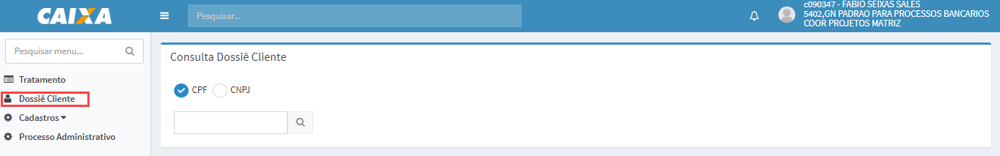 CAIXA
Pesquisar...
c090347 - FABIO SEIXAS SALES
5402,GN PADRAO PARA PROCESSOS BANCARIOS
COOR PROJETOS MATRIZ
Pesquisar menu...
Tratamento
Dossiê Cliente
Cadastros
Processo Administrativo
Consulta Dossiê Cliente
CPF CNPJ